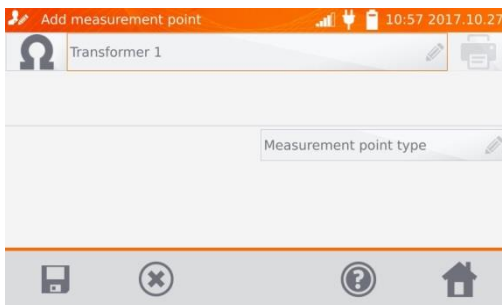 Add measurement point
10:57 2017.10.27
Transformer 1
Measurement point type